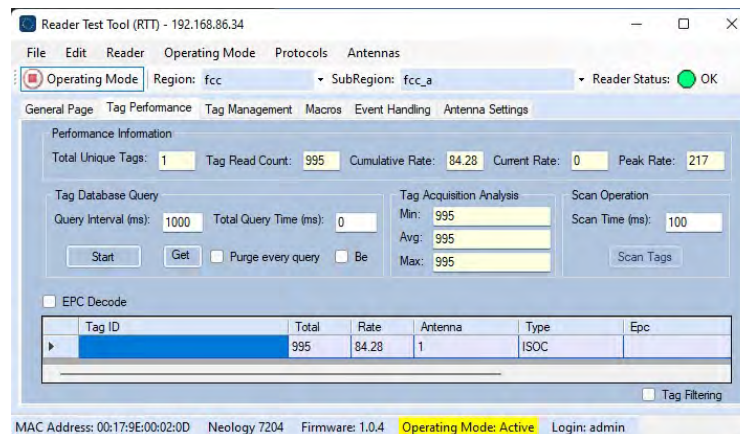 Reader Test Tool (RTT) - 192.168.86.34
File Edit Reader Operating Mode Protocols Antennas
Operating Mode Region: fcc SubRegion: fcc_a Reader Status: OK
General Page Tag Performance Tag Management Macros Event Handling Antenna Settings
Performance Information
Total Unique Tags: 1 Tag Read Count: 995 Cumulative Rate: 84.28 Current Rate: 0 Peak Rate: 217
Tag Database Query Tag Acquisition Analysis Scan Operation
Query Interval (ms): 1000 Total Query Time (ms): 0 Min: 995 Scan Time (ms): 100
Avg: 995
Start Get Purge every query Be Max: 995 Scan Tags
EPC Decode
Tag ID Total Rate Antenna Type Epc
995 84.28 1 ISOC
Tag Filtering
MAC Address: 00:17:9E:00:02:0D Neology 7204 Firmware: 1.0.4 Operating Mode: Active Login: admin